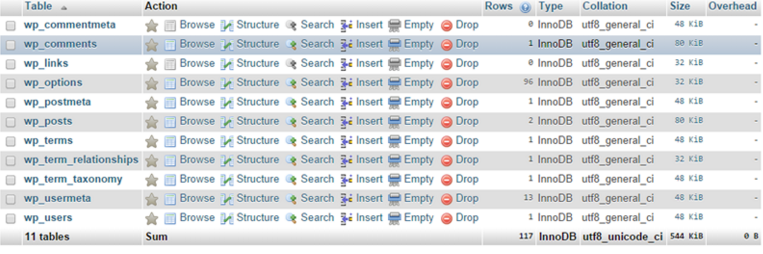 Table Action Rows Type Collation Size Overhead
wp_commentmeta Browse Structure Search Insert Empty Drop 0 InnoDB utf8_general_ci 48 KiB -
wp_comments Browse Structure Search Insert Empty Drop 1 InnoDB utf8_general_ci 80 KiB -
wp_links Browse Structure Search Insert Empty Drop 0 InnoDB utf8_general_ci 32 KiB -
wp_options Browse Structure Search Insert Empty Drop 96 InnoDB utf8_general_ci 32 KiB -
wp_postmeta Browse Structure Search Insert Empty Drop 1 InnoDB utf8_general_ci 48 KiB -
wp_posts Browse Structure Search Insert Empty Drop 2 InnoDB utf8_general_ci 80 KiB -
wp_terms Browse Structure Search Insert Empty Drop 1 InnoDB utf8_general_ci 48 KiB -
wp_term_relationships Browse Structure Search Insert Empty Drop 1 InnoDB utf8_general_ci 32 KiB -
wp_term_taxonomy Browse Structure Search Insert Empty Drop 1 InnoDB utf8_general_ci 48 KiB -
wp_usermeta Browse Structure Search Insert Empty Drop 13 InnoDB utf8_general_ci 48 KiB -
wp_users Browse Structure Search Insert Empty Drop 1 InnoDB utf8_general_ci 48 KiB -
11 tables Sum 117 InnoDB utf8_unicode_ci 544 KiB 0 B